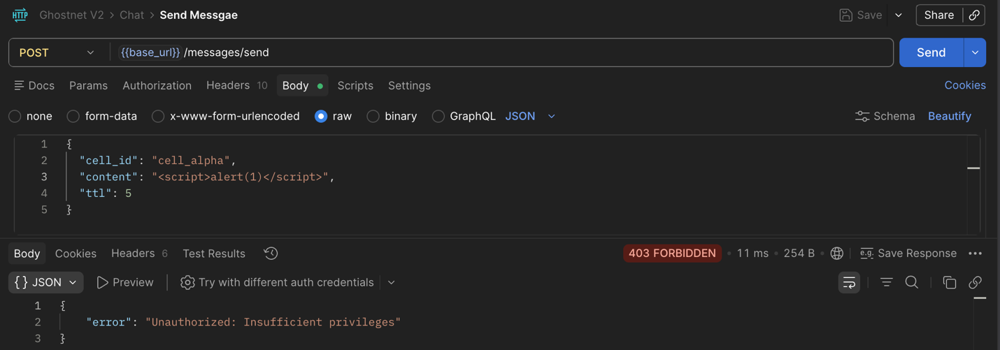 HTTP Ghostnet V2 > Chat > Send Messgae Save Share
POST {{base_url}} /messages/send Send
Docs Params Authorization Headers 10 Body Scripts Settings Cookies
none form-data x-www-form-urlencoded raw binary GraphQL JSON Schema Beautify
1 {
2 "cell_id": "cell_alpha",
3 "content": "<script>alert(1)</script>",
4 "ttl": 5
5 }
Body Cookies Headers 6 Test Results 403 FORBIDDEN • 11 ms • 254 B • e.g. Save Response
{} JSON Preview Try with different auth credentials
1 {
2 "error": "Unauthorized: Insufficient privileges"
3 }